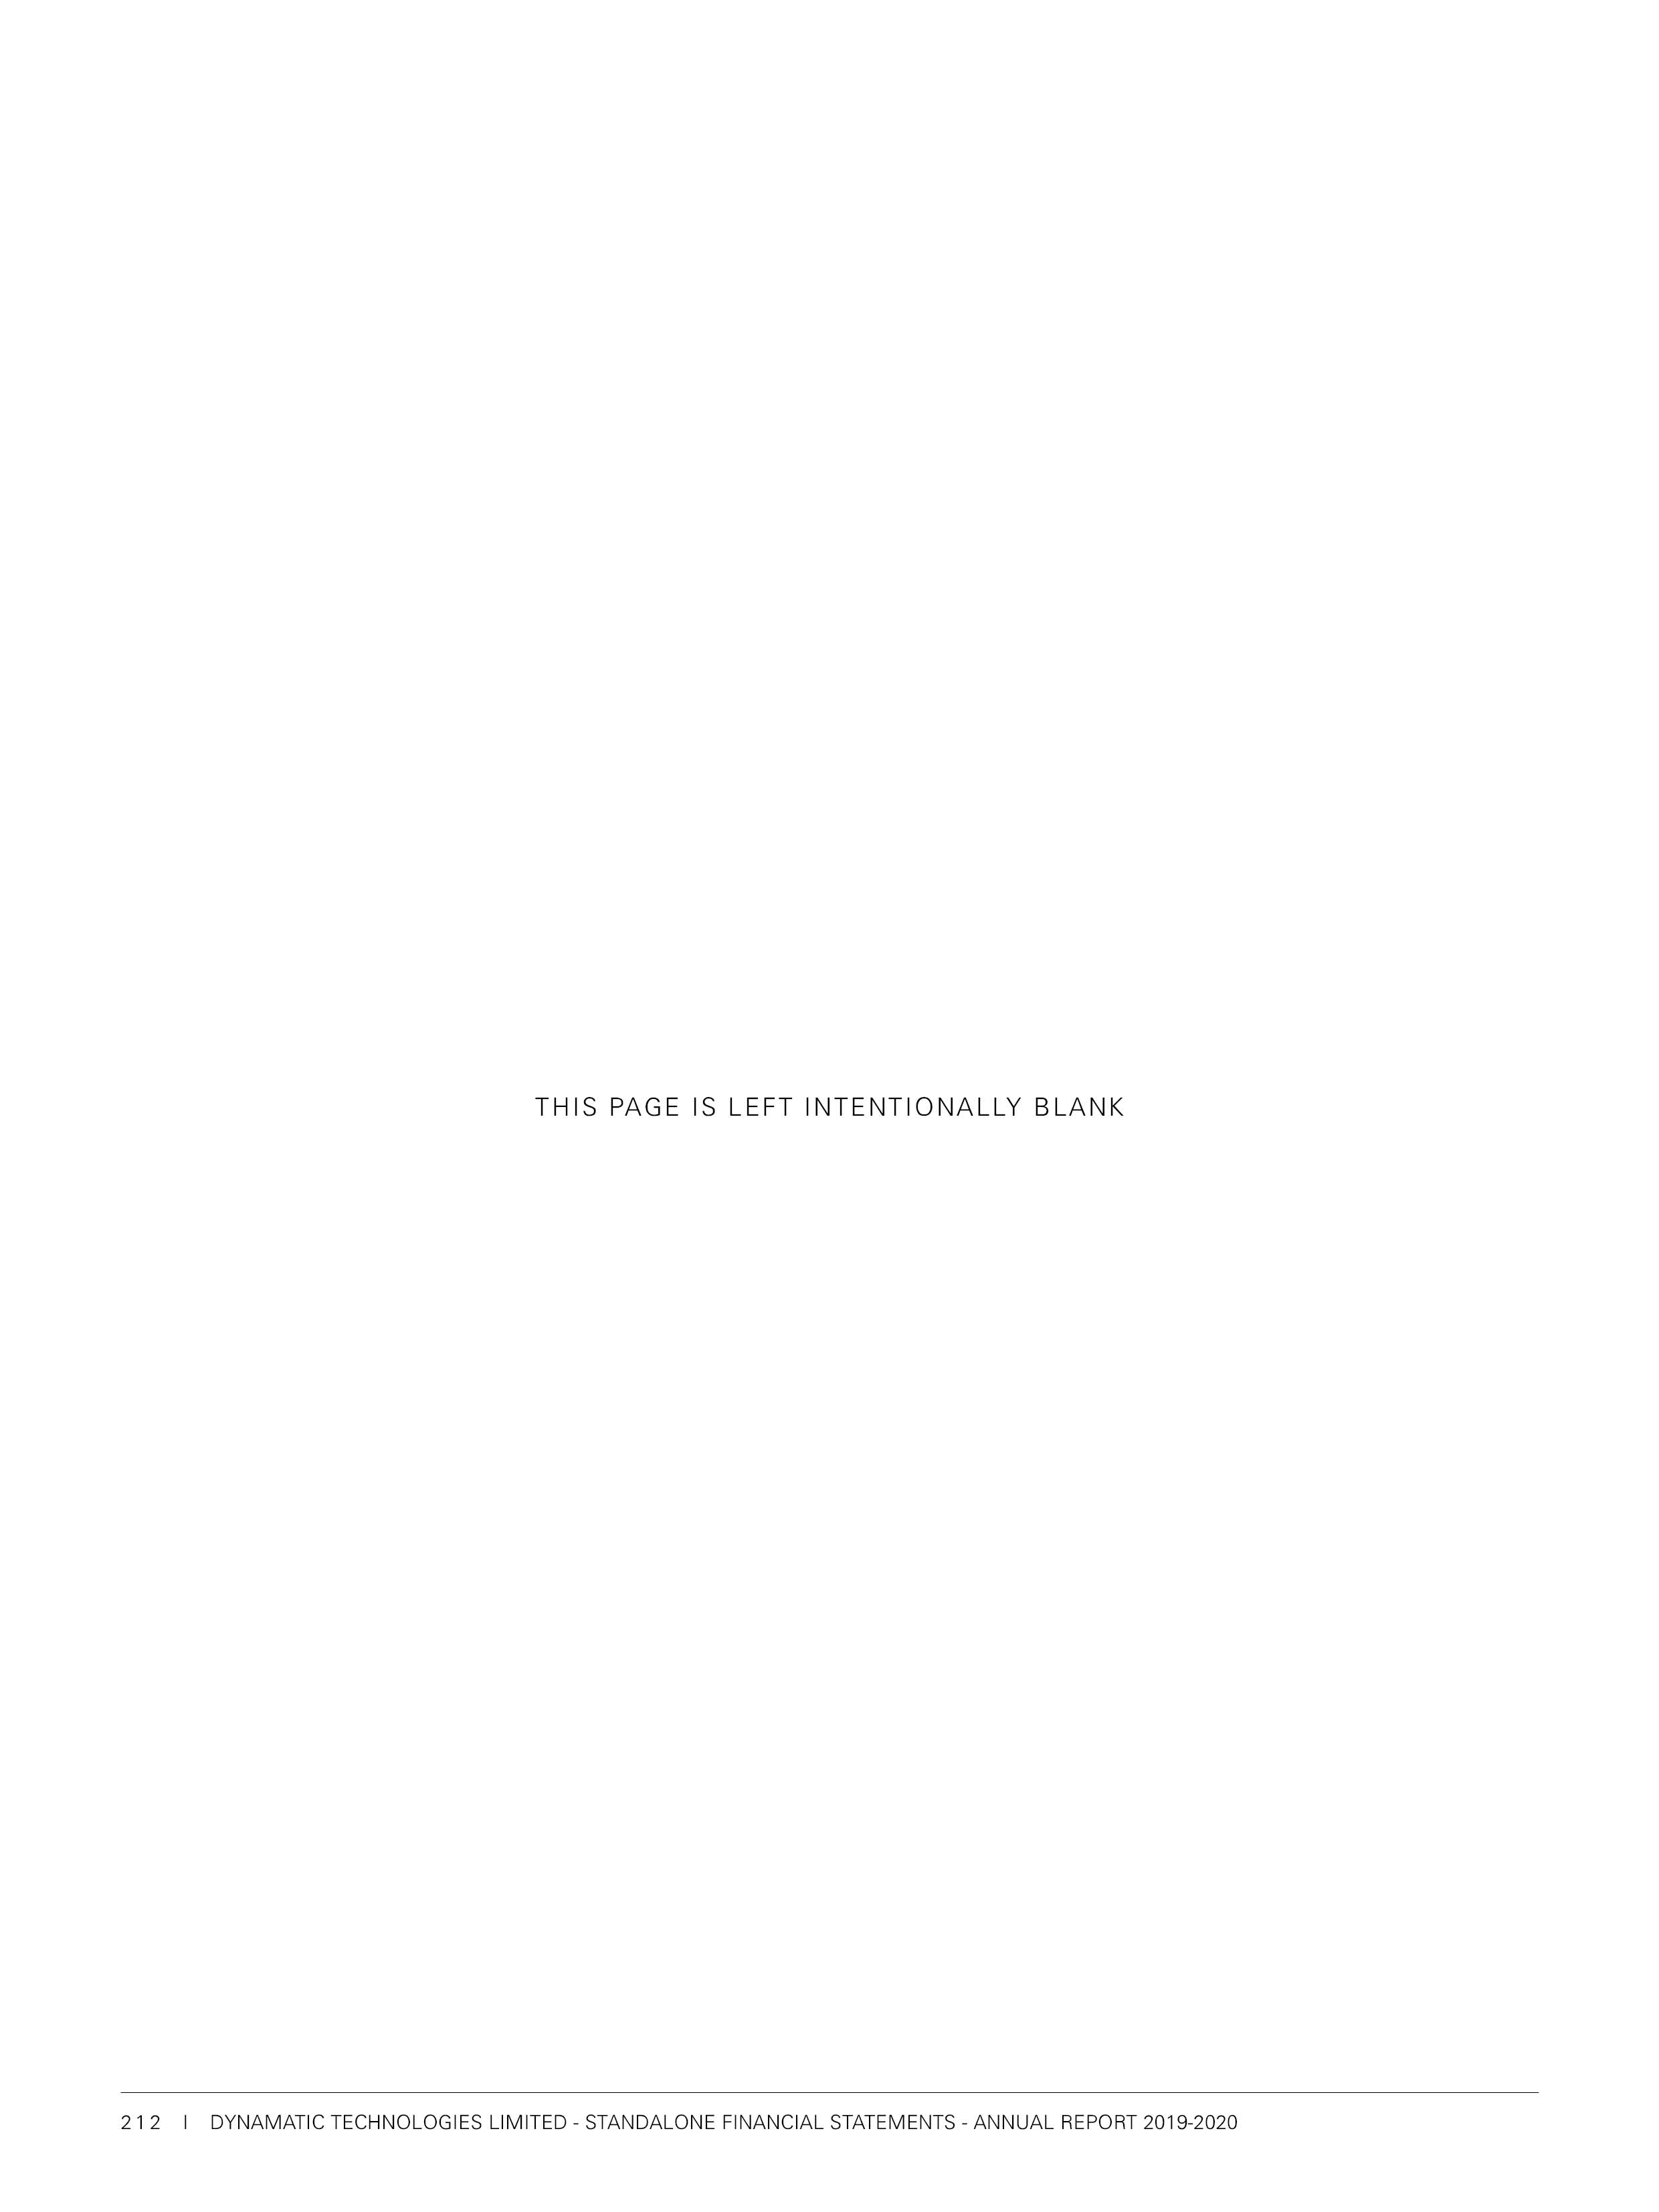 THIS PAGE IS LEFT INTENTIONALLY BLANK
212 I DYNAMATIC TECHNOLOGIES LIMITED - STANDALONE FINANCIAL STATEMENTS - ANNUAL REPORT 2019-2020